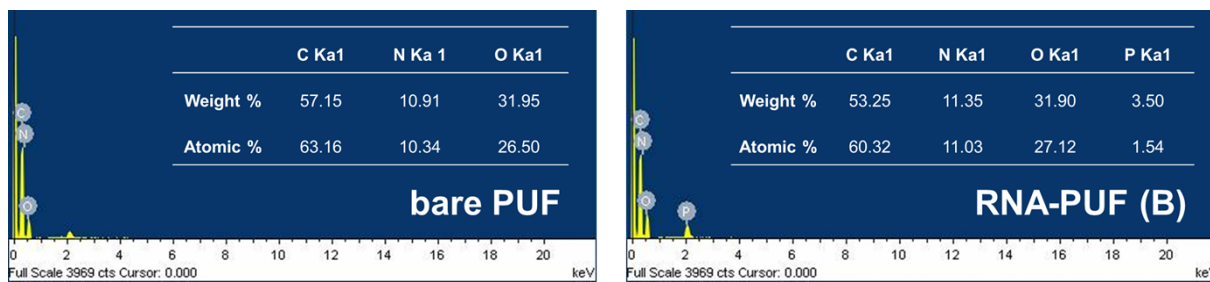 C Ka1 N Ka 1 O Ka1
Weight % 57.15 10.91 31.95
Atomic % 63.16 10.34 26.50
C
N
O
bare PUF
0 2 4 6 8 10 12 14 16 18 20
Full Scale 3969 cts Cursor: 0.000 keV
C Ka1 N Ka1 O Ka1 P Ka1
Weight % 53.25 11.35 31.90 3.50
Atomic % 60.32 11.03 27.12 1.54
C
N
O
P
RNA-PUF (B)
0 2 4 6 8 10 12 14 16 18 20
Full Scale 3969 cts Cursor: 0.000 ke